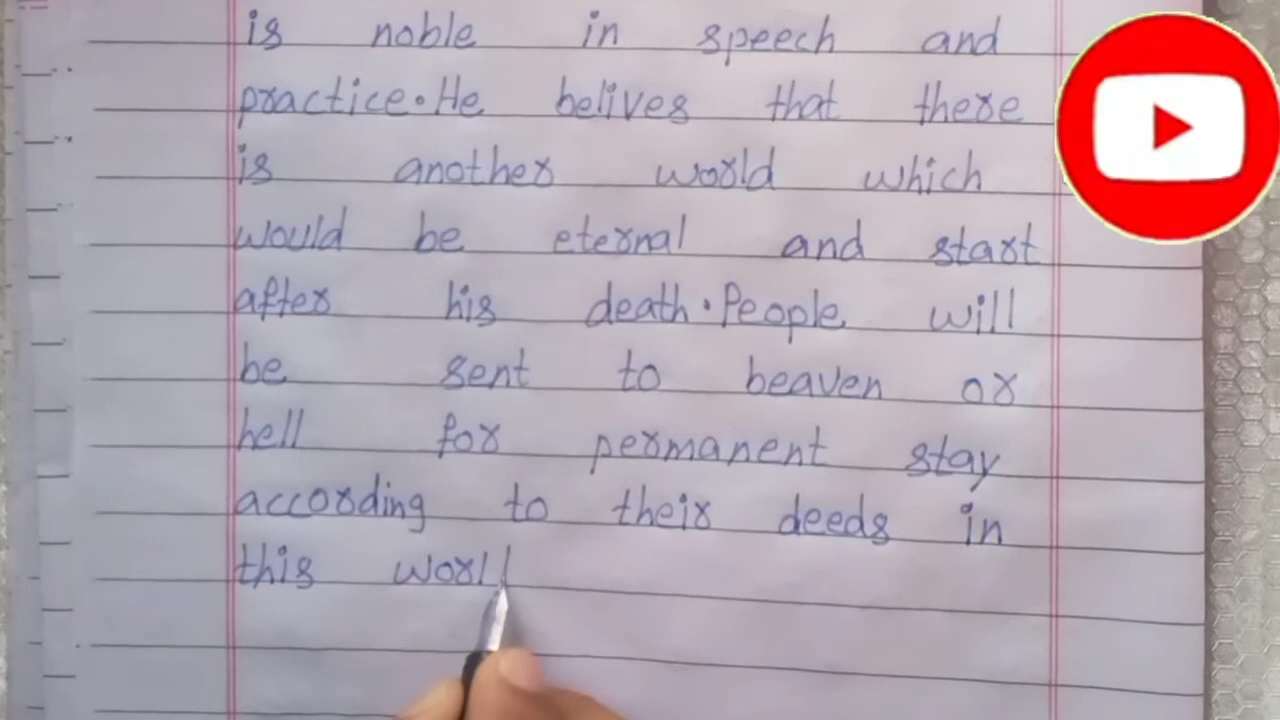 is noble in speech and
practice. He belives that there
is another world which
would be eternal and start
after his death. People will
be sent to beaven or
hell for permanent stay
according to their deeds in
this worl